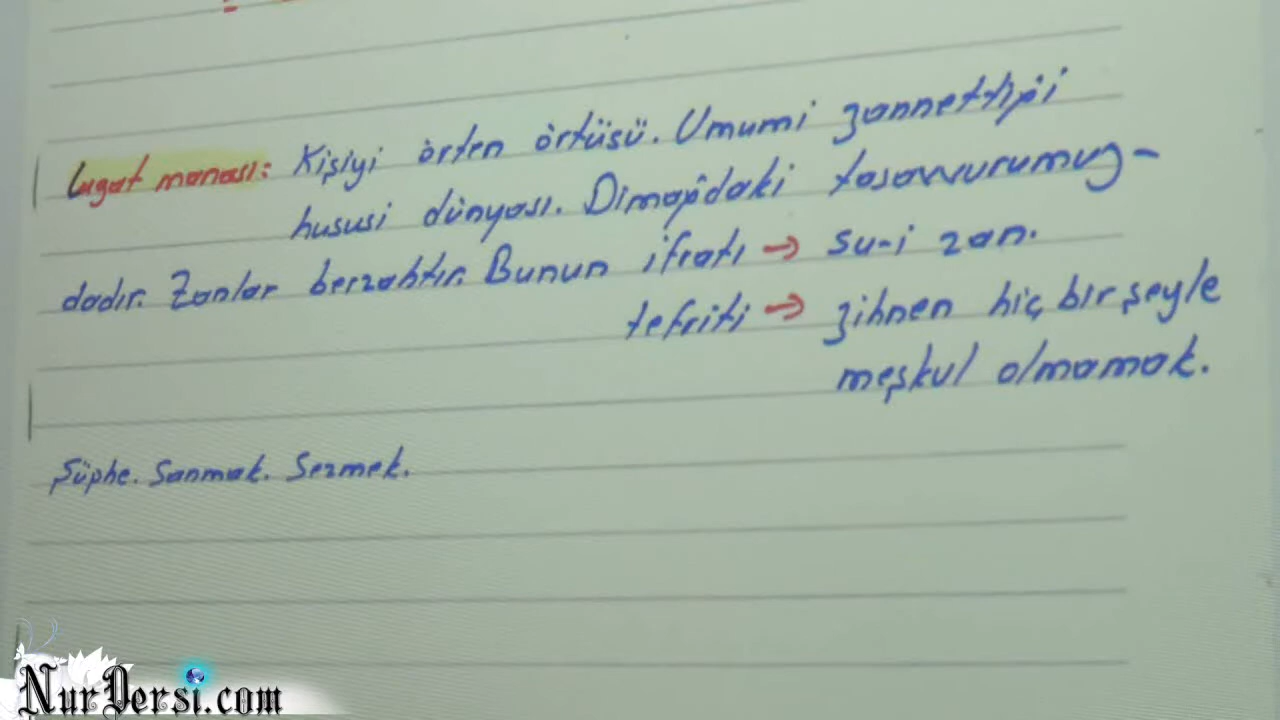 Lugat manası: Kişiyi örten örtüsü. Umumi zannettiği
hususi dünyası. Dimağdaki tasavvurumuz-
dadır. Zanlar berzahtır. Bunun ifratı → su-i zan.
tefriti → zihnen hiç bir şeyle
meşkul olmamak.
Şüphe. Sanmak. Sezmek.
NurDersi.com